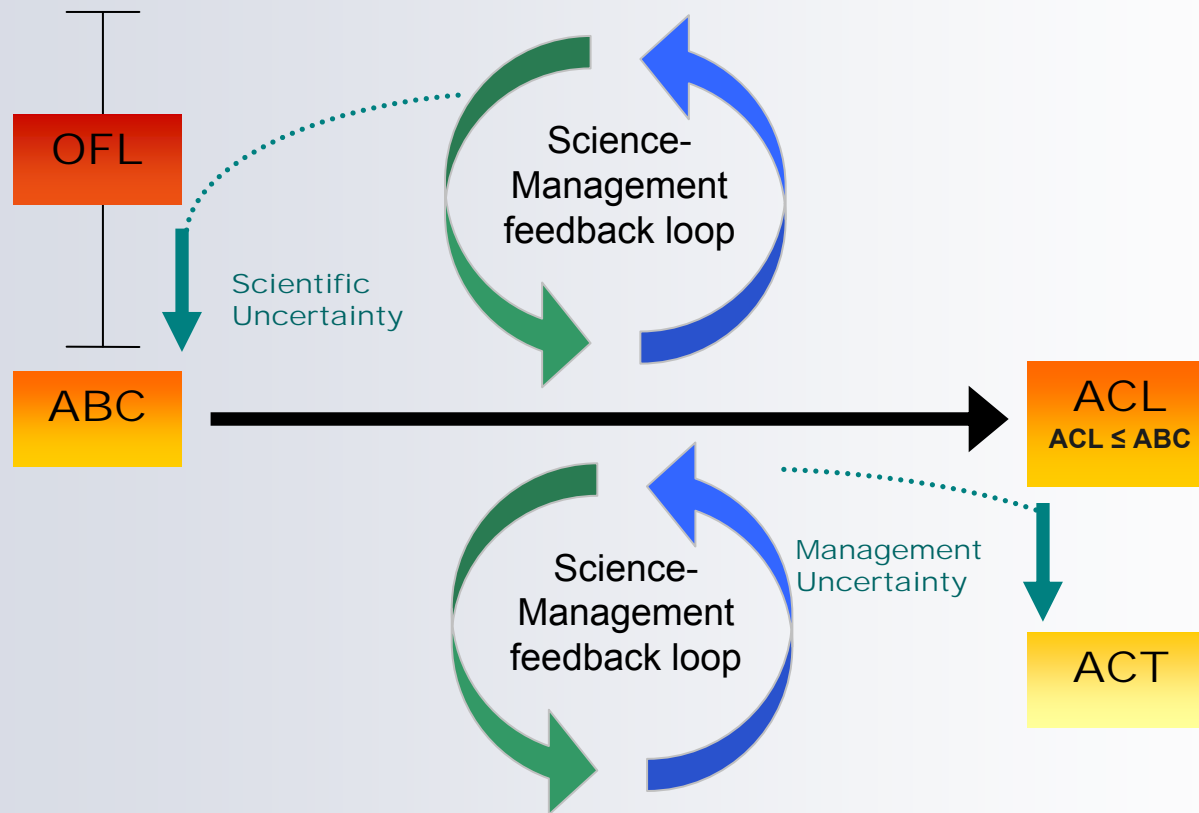 OFL
Science-
Management
feedback loop
Scientific
Uncertainty
ABC
ACL
ACL ≤ ABC
Science-
Management
feedback loop
Management
Uncertainty
ACT